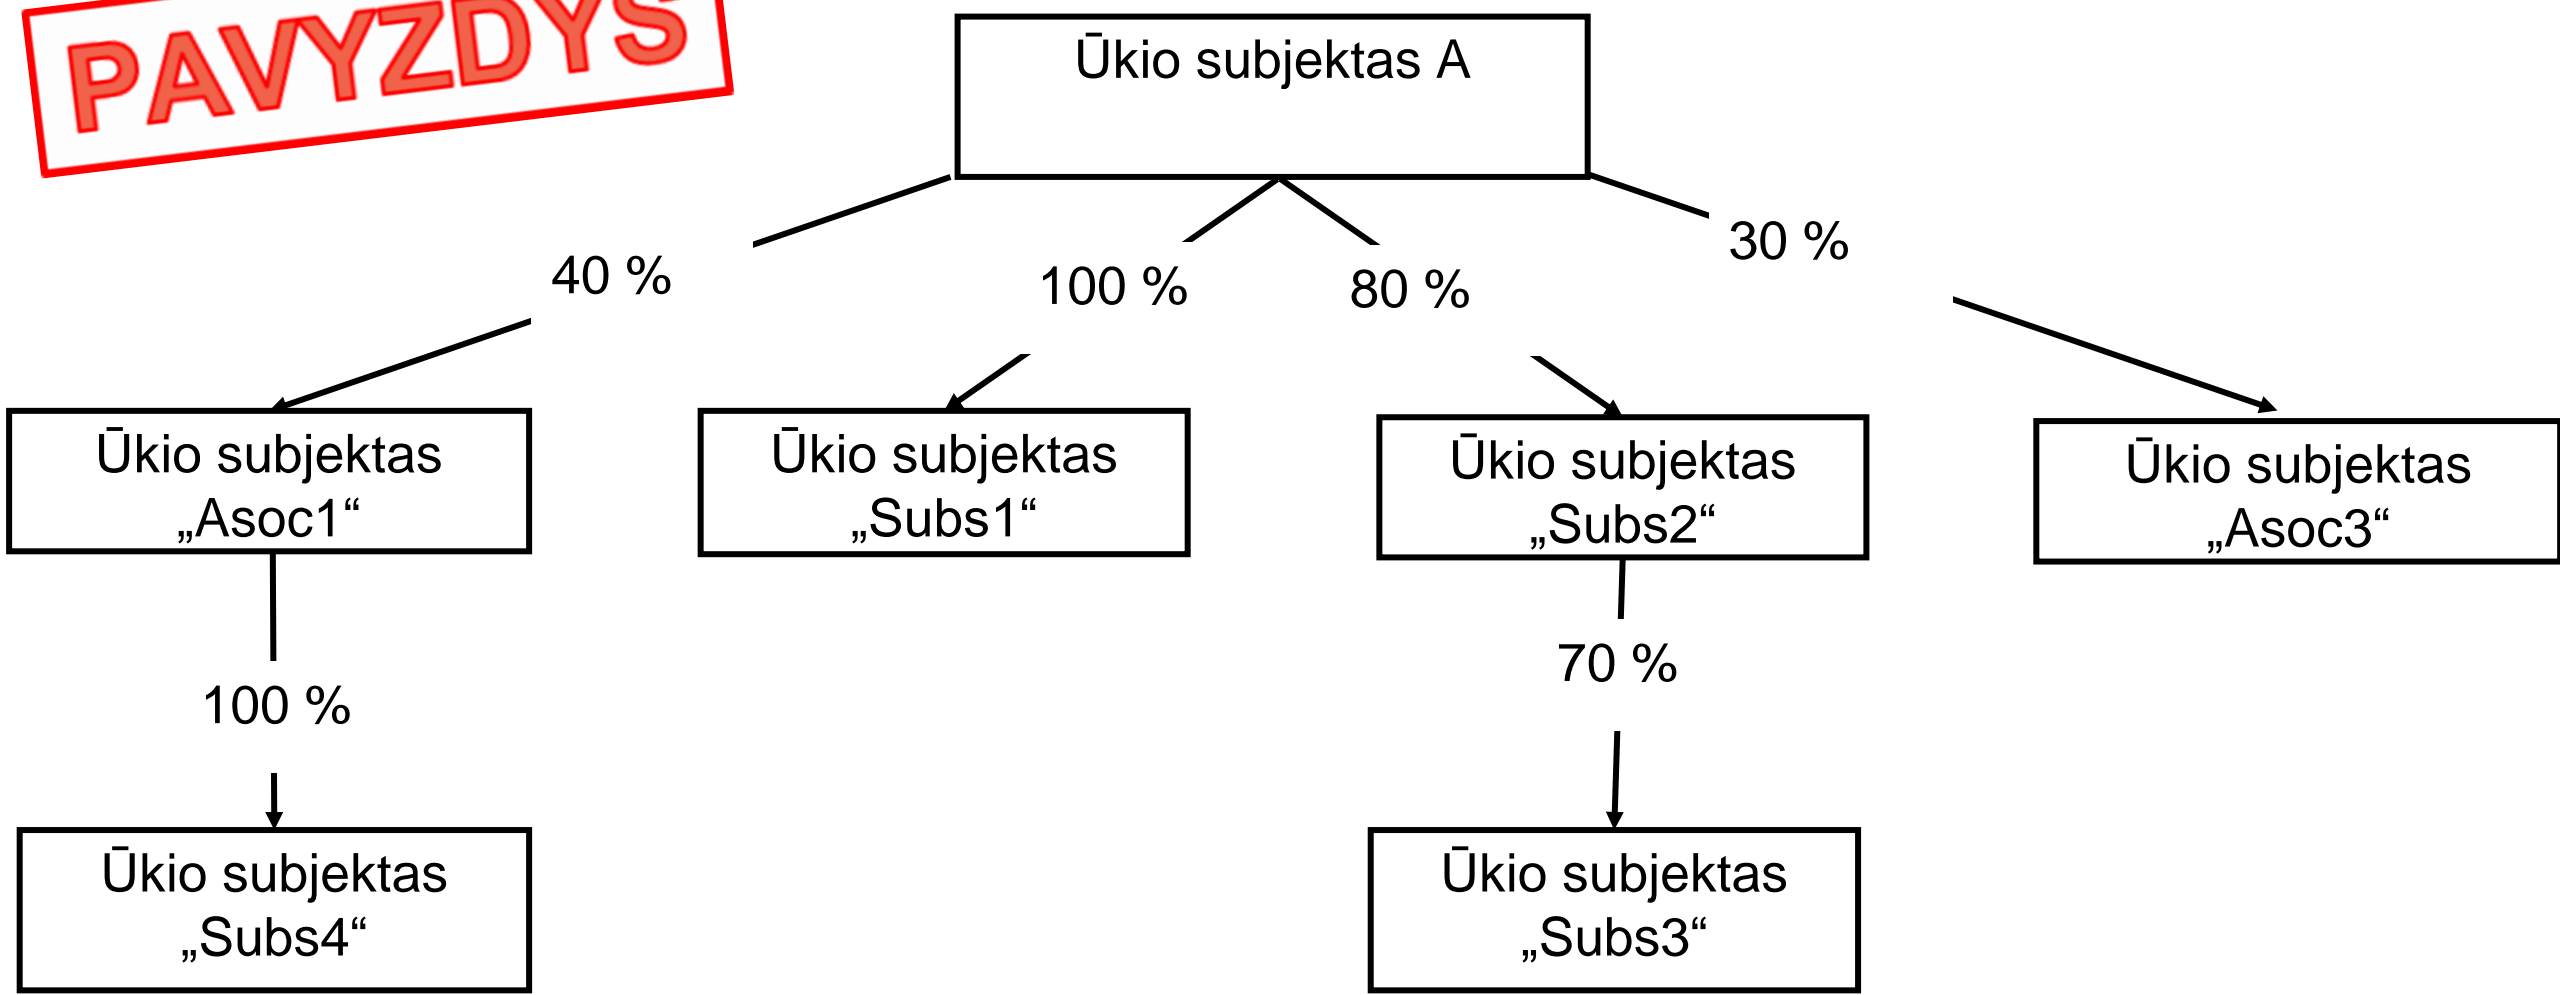 PAVYZDYS
Ūkio subjektas A
40 %
100 %
80 %
30 %
Ūkio subjektas
„Asoc1“
Ūkio subjektas
„Subs1“
Ūkio subjektas
„Subs2“
Ūkio subjektas
„Asoc3“
100 %
70 %
Ūkio subjektas
„Subs4“
Ūkio subjektas
„Subs3“